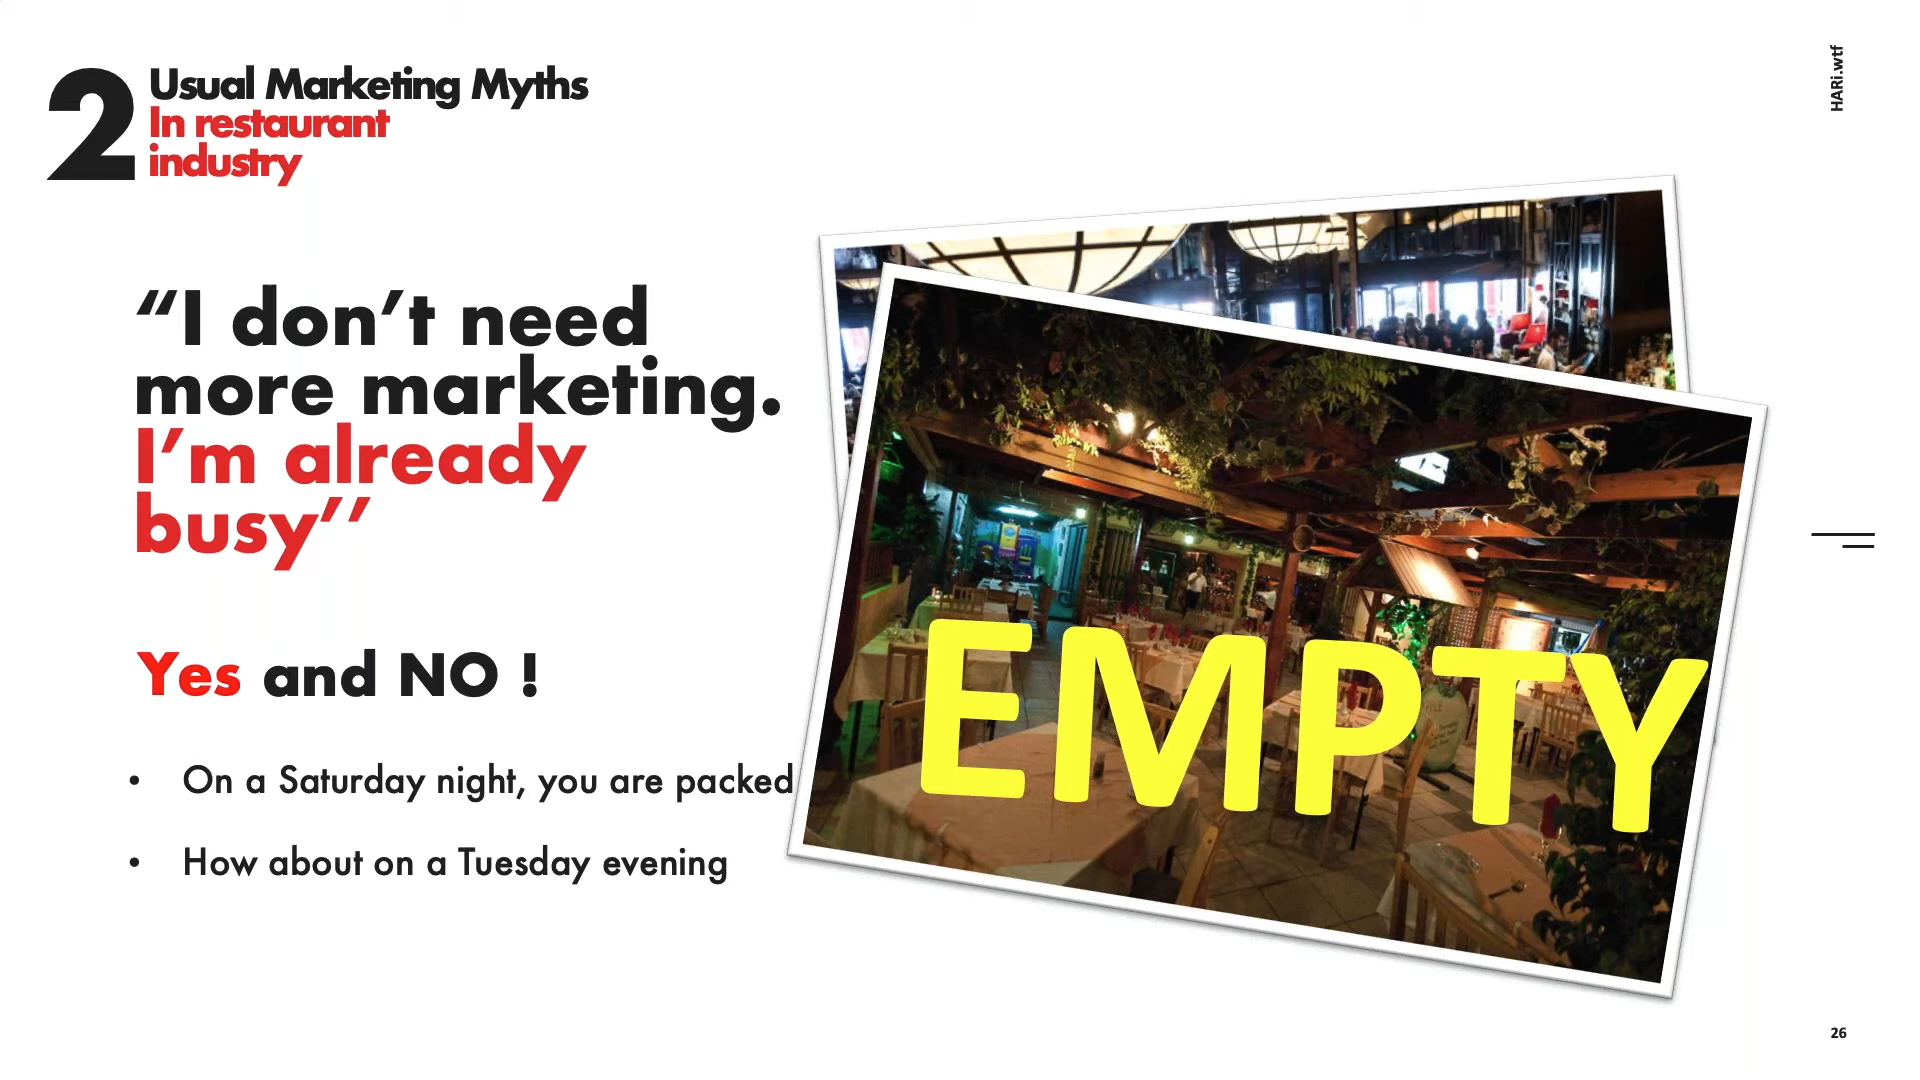 2
Usual Marketing Myths
In restaurant
industry
HARi.wtf
“I don’t need
more marketing.
I’m already
busy’’
Yes and NO !
• On a Saturday night, you are packed
• How about on a Tuesday evening
EMPTY
26